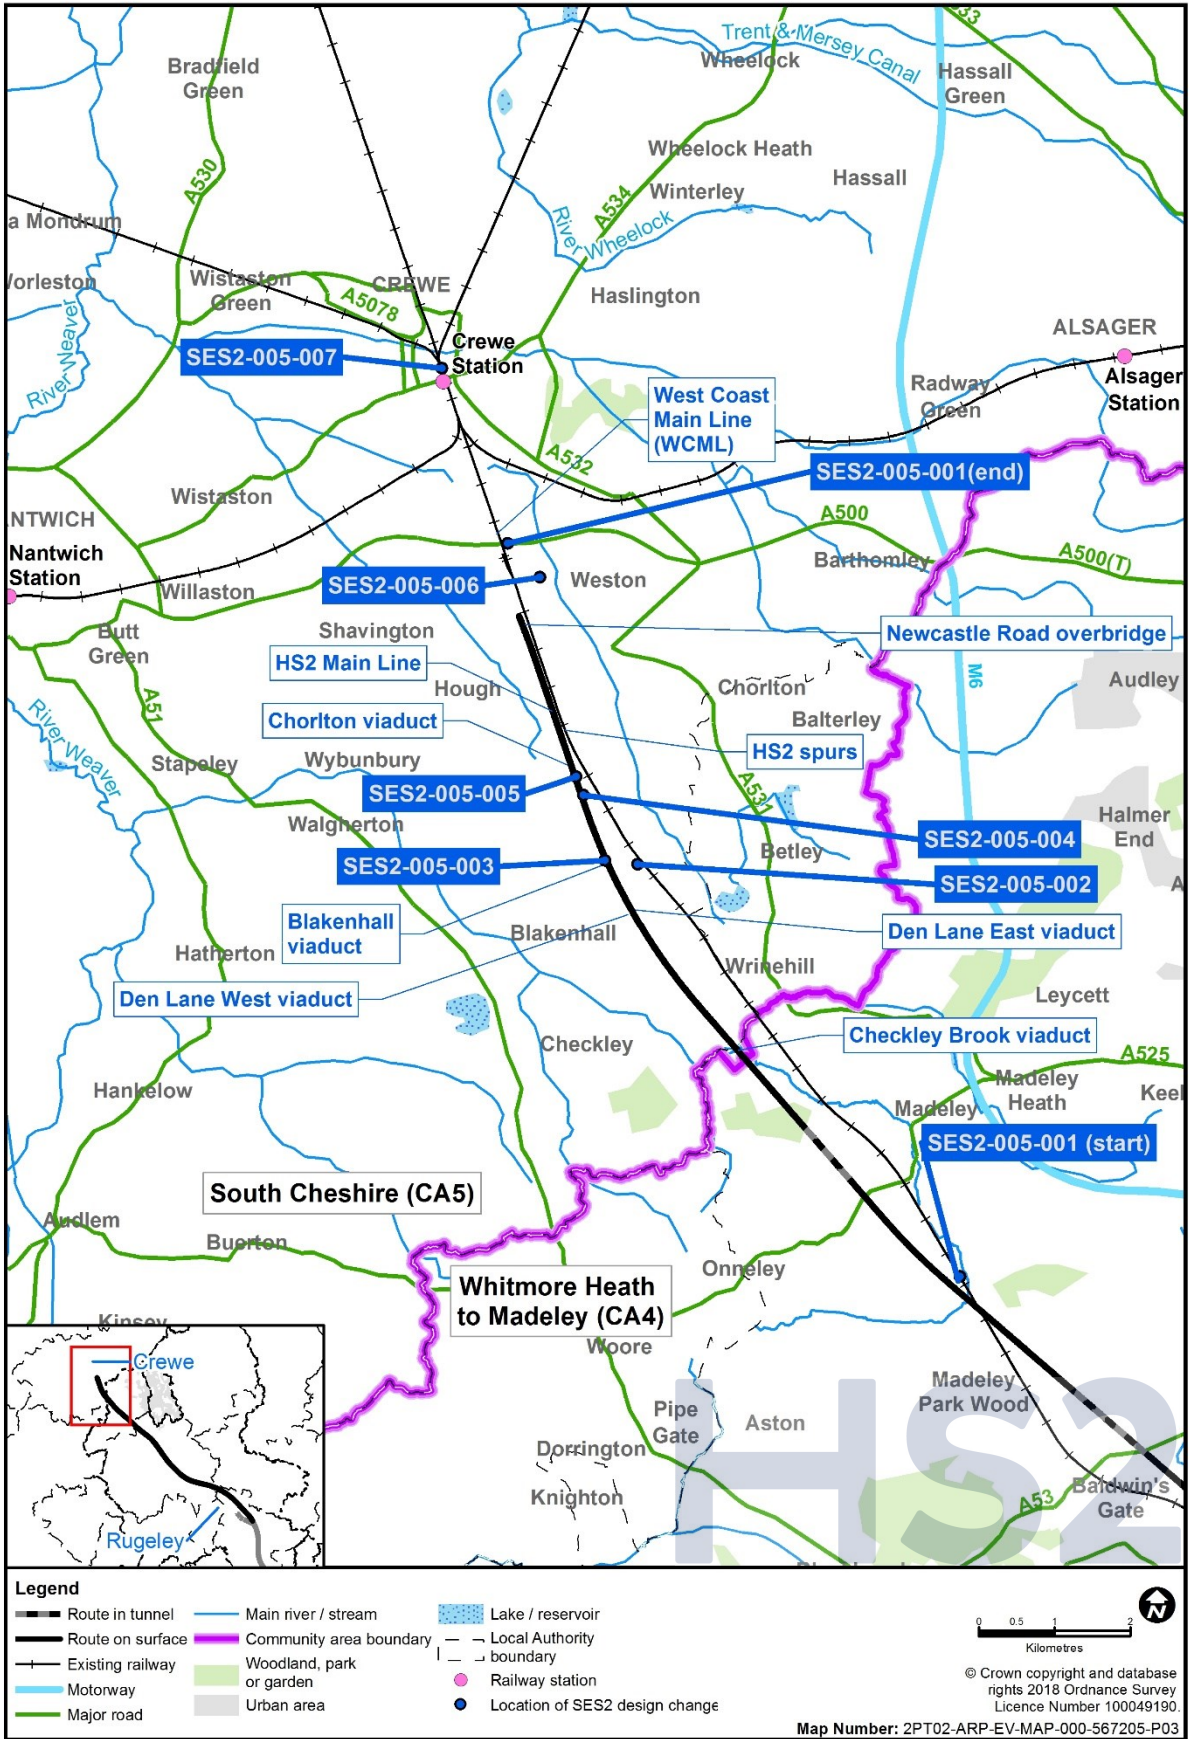 A533
Trent & Mersey Canal
Wheelock
Bradfield
Green
Hassall
Green
A530
Wheelock Heath
Hassall
Winterley
A534
River Wheelock
a Mondrum
Worleston
Wistaston
Green
CREWE
A5078
Haslington
River Weaver
ALSAGER
SES2-005-007
Crewe
Station
Alsager
Station
Radway
Green
West Coast
Main Line
(WCML)
A532
SES2-005-001(end)
Wistaston
NTWICH
A500
Nantwich
Station
Barthomley
A500(T)
SES2-005-006
Weston
Willaston
Shavington
Newcastle Road overbridge
Butt
Green
HS2 Main Line
M6
Hough
Chorlton
Audley
A51
Chorlton viaduct
Balterley
River Weaver
HS2 spurs
Stapeley
Wybunbury
SES2-005-005
A531
Walgherton
Halmer
End
SES2-005-004
Betley
SES2-005-003
SES2-005-002
A
Blakenhall
viaduct
Blakenhall
Den Lane East viaduct
Hatherton
Wrinehill
Den Lane West viaduct
Leycett
Checkley
Checkley Brook viaduct
A525
Hankelow
Madeley
Heath
Keel
Madeley
SES2-005-001 (start)
South Cheshire (CA5)
Audlem
Buerton
Onneley
Whitmore Heath
to Madeley (CA4)
Kinsey
Woore
Crewe
Madeley
Park Wood
Pipe
Gate
Aston
HS2
Dorrington
Knighton
Baldwin's
Gate
A53
Rugeley
Legend
Route in tunnel
Route on surface
Existing railway
Motorway
Major road
Main river / stream
Community area boundary
Woodland, park
or garden
Urban area
Lake / reservoir
Local Authority
boundary
Railway station
Location of SES2 design change
N
0 0.5 1 2
Kilometres
© Crown copyright and database
rights 2018 Ordnance Survey
Licence Number 100049190.
Map Number: 2PT02-ARP-EV-MAP-000-567205-P03